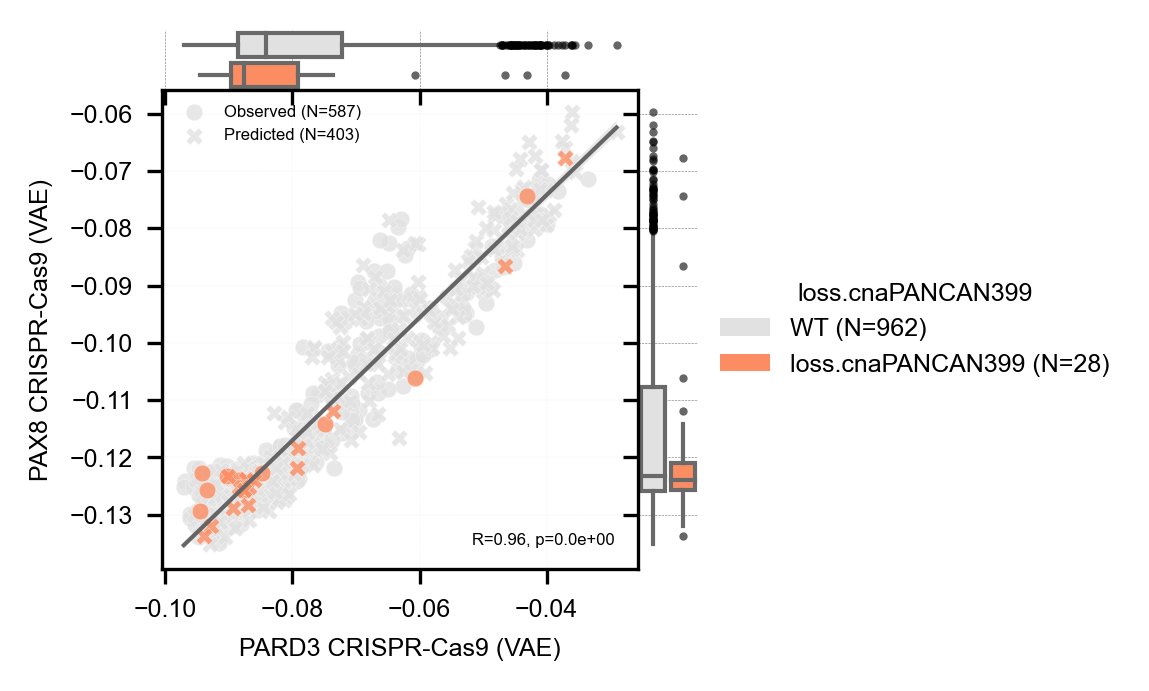 Observed (N=587)
Predicted (N=403)
−0.06
−0.07
−0.08
−0.09
−0.10
−0.11
−0.12
−0.13
PAX8 CRISPR-Cas9 (VAE)
R=0.96, p=0.0e+00
−0.10
−0.08
−0.06
−0.04
PARD3 CRISPR-Cas9 (VAE)
loss.cnaPANCAN399
WT (N=962)
loss.cnaPANCAN399 (N=28)